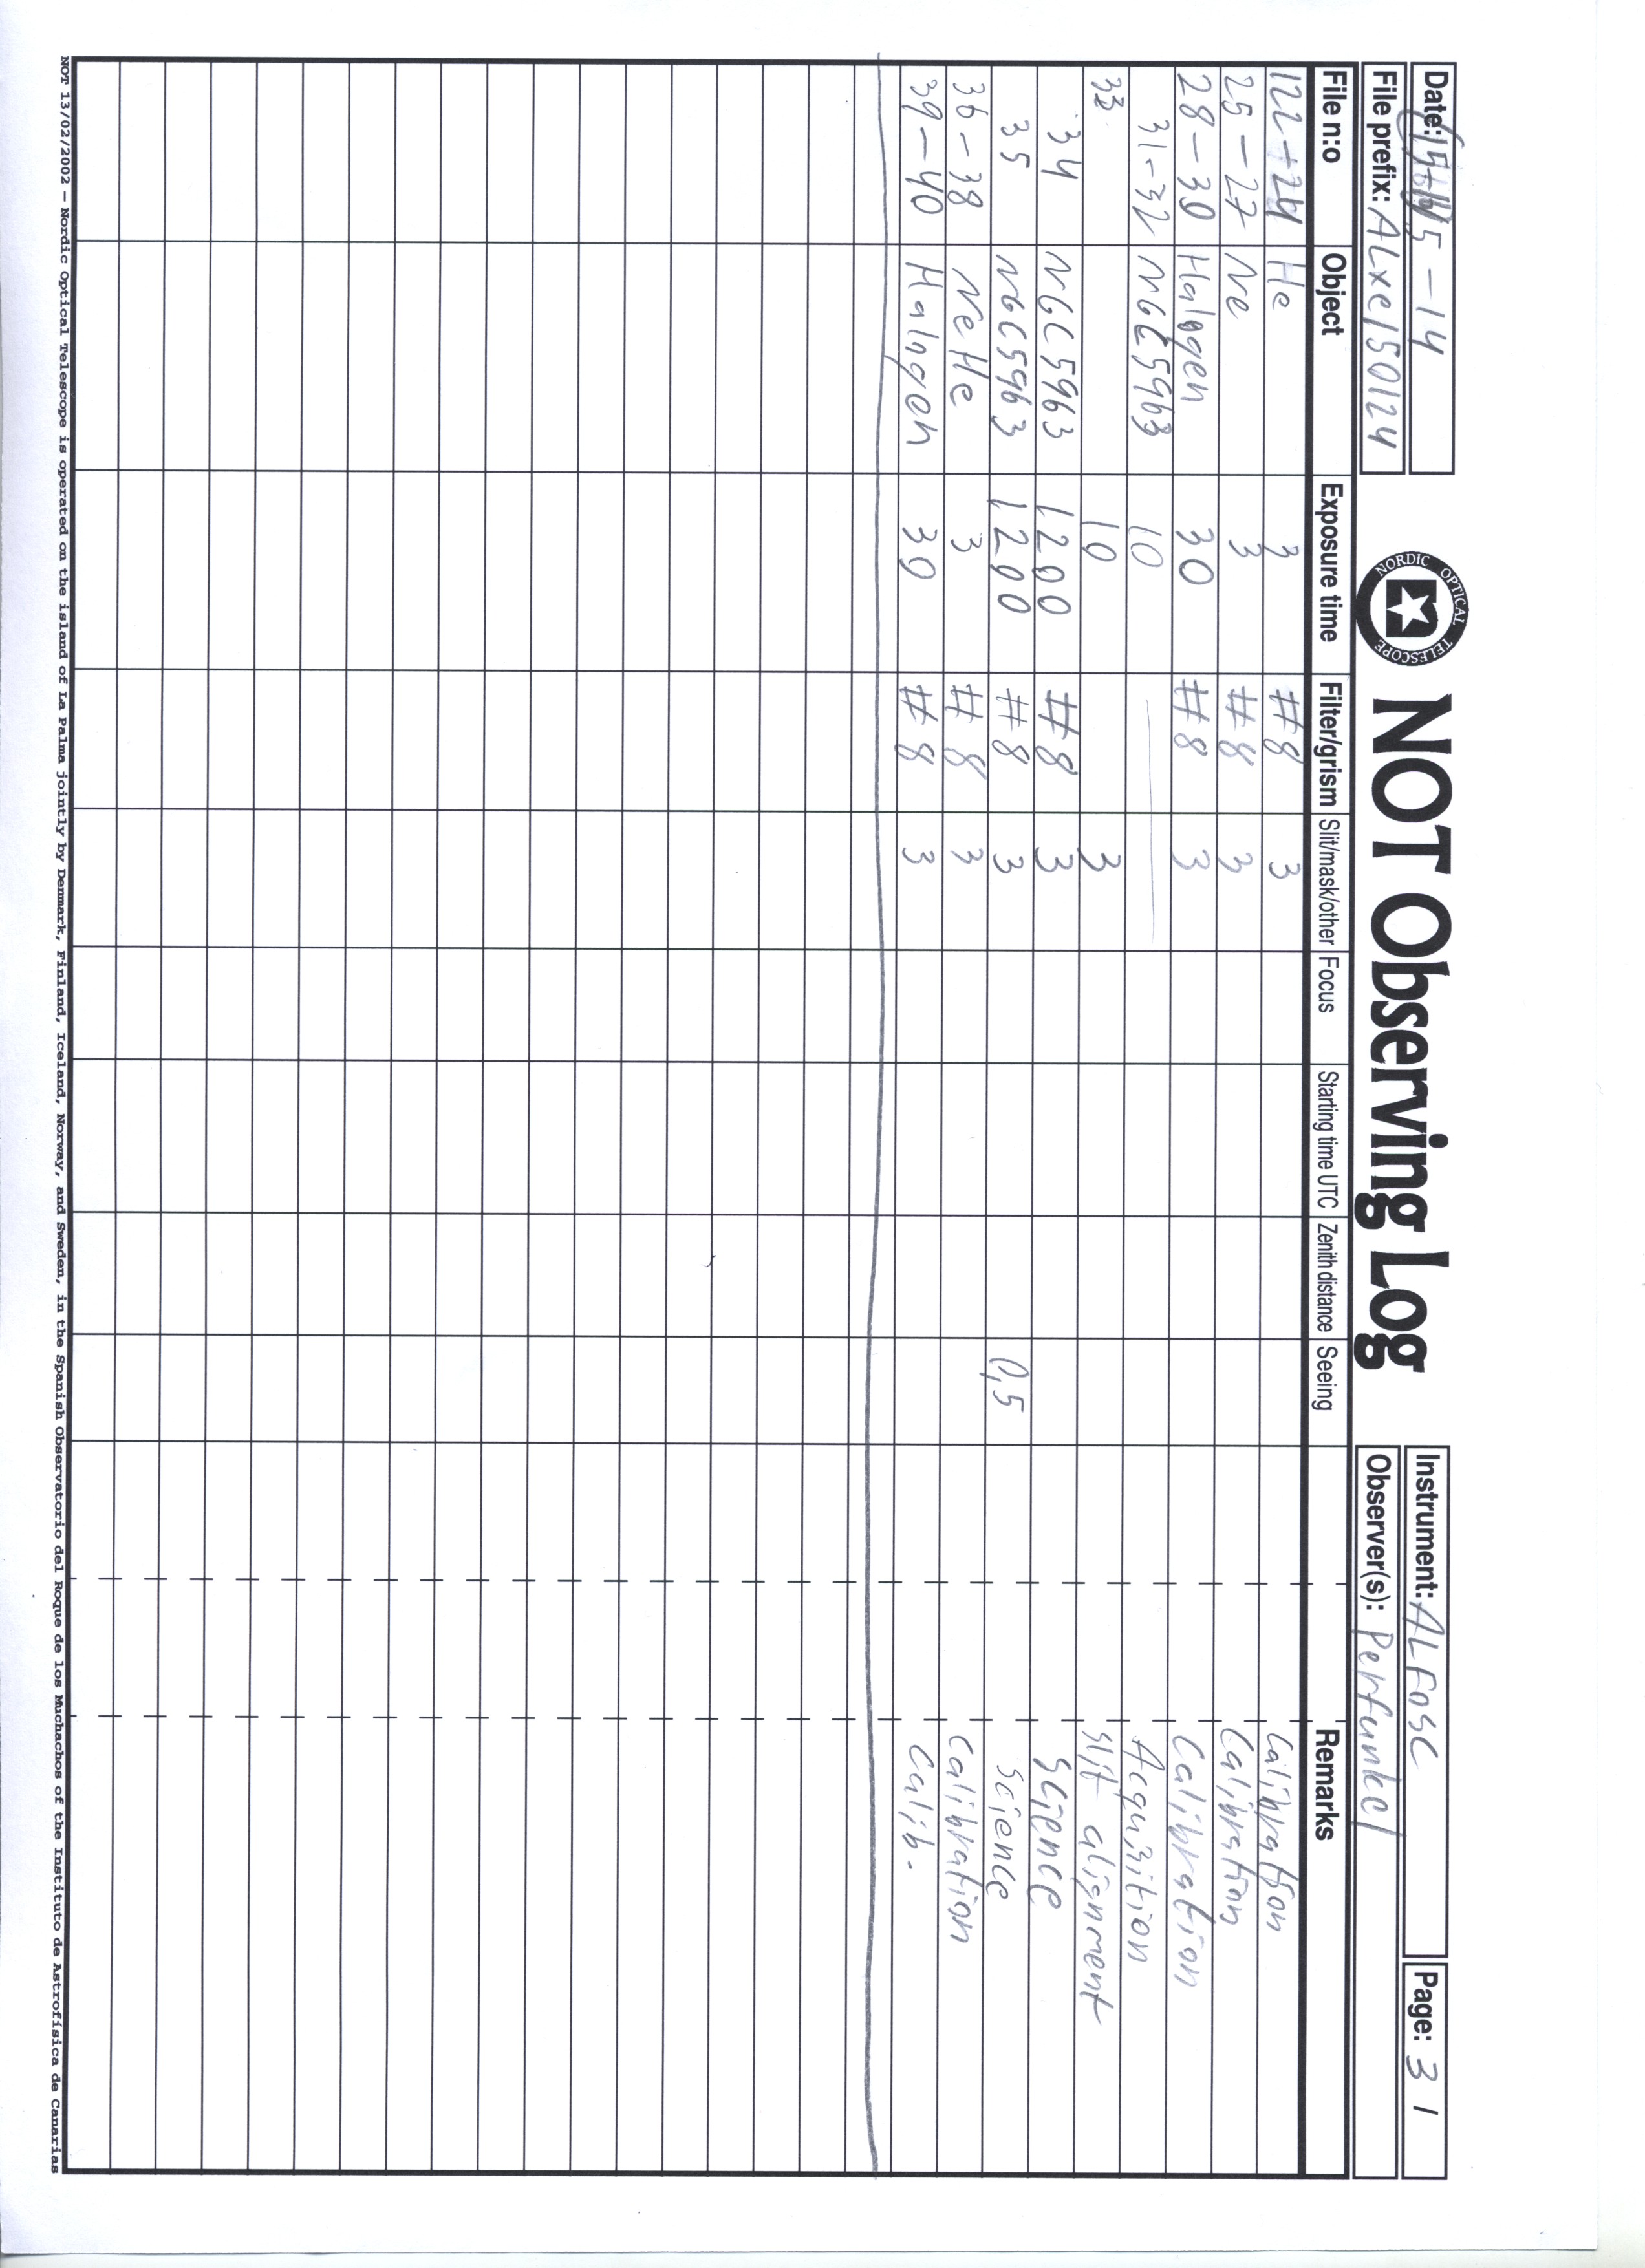 Date: 5-14
NORDIC OPTICAL TELESCOPE
NOT Observing Log
Instrument: ALFOSC
Page: 3 1
File prefix: ALxe150124
Observer(s): Perfunkel
File n:o Object Exposure time Filter/grism Slit/mask/other Focus Starting time UTC Zenith distance Seeing Remarks
122-124 He 3 #8 3 Calibration
25-27 Ne 3 #8 3 Calibration
28-30 Halogen 30 #8 3 Calibration
31-32 NGC5963 10 Acquisition
33 10 3 Slit alignment
34 NGC5963 1200 #8 3 Science
35 NGC5963 1200 #8 3 0,5 Science
36-38 NeHe 3 #8 3 Calibration
39-40 Halogen 30 #8 3 Calib.
NOT 13/02/2002 - Nordic Optical Telescope is operated on the island of La Palma jointly by Denmark, Finland, Iceland, Norway, and Sweden, in the Spanish Observatorio del Roque de los Muchachos of the Instituto de Astrofísica de Canarias